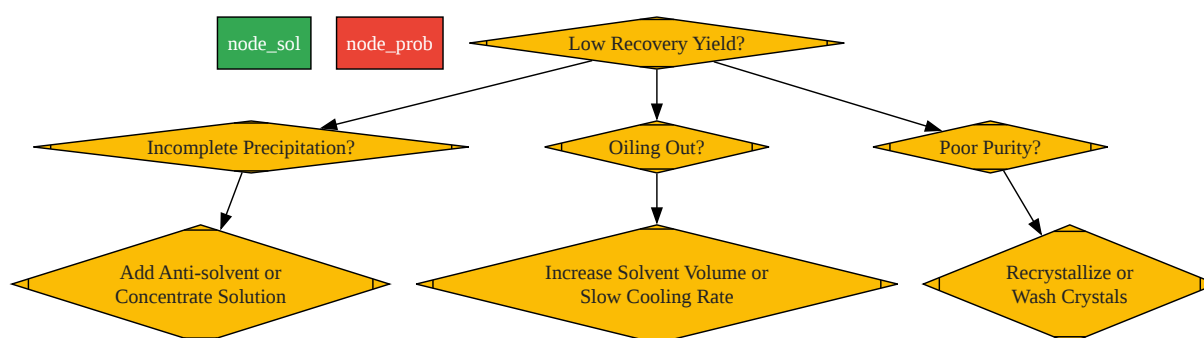 node_sol
node_prob
Low Recovery Yield?
Incomplete Precipitation?
Oiling Out?
Poor Purity?
Add Anti-solvent or
Concentrate Solution
Increase Solvent Volume or
Slow Cooling Rate
Recrystallize or
Wash Crystals